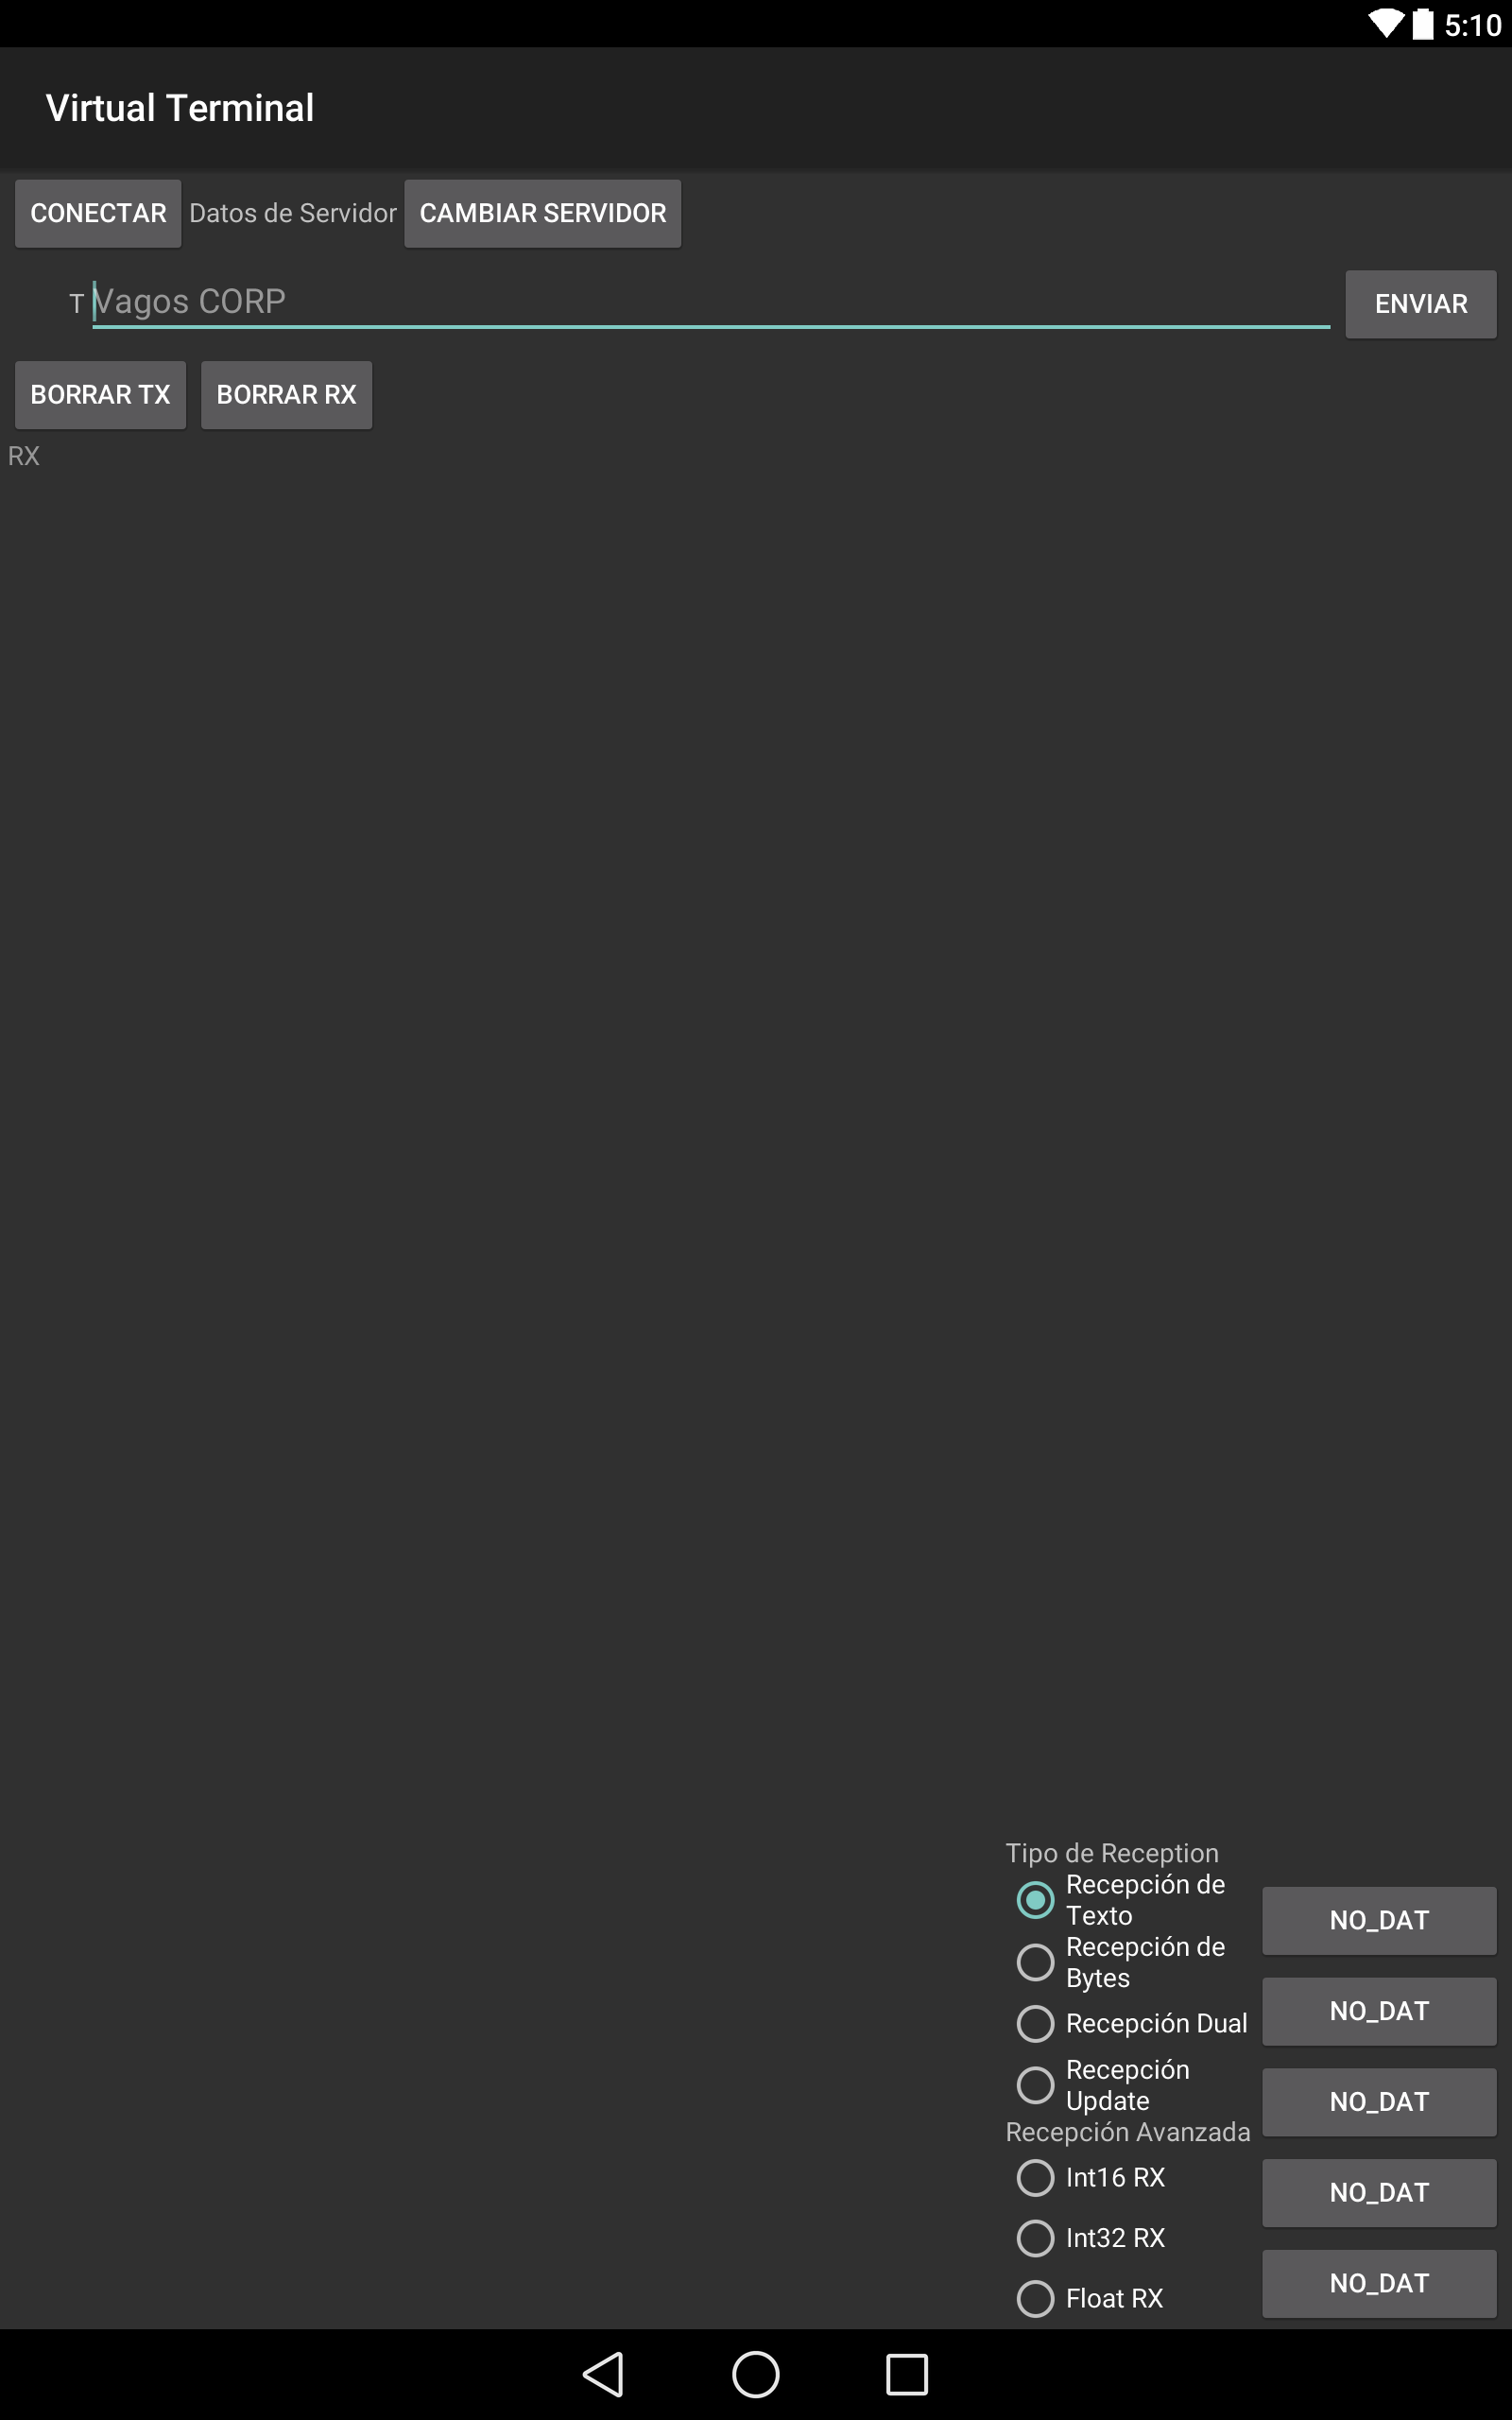 5:10
Virtual Terminal
CONECTAR Datos de Servidor CAMBIAR SERVIDOR
T Vagos CORP ENVIAR
BORRAR TX BORRAR RX
RX
Tipo de Reception
Recepción de
Texto
Recepción de
Bytes
Recepción Dual
Recepción
Update
Recepción Avanzada
Int16 RX
Int32 RX
Float RX
NO_DAT
NO_DAT
NO_DAT
NO_DAT
NO_DAT